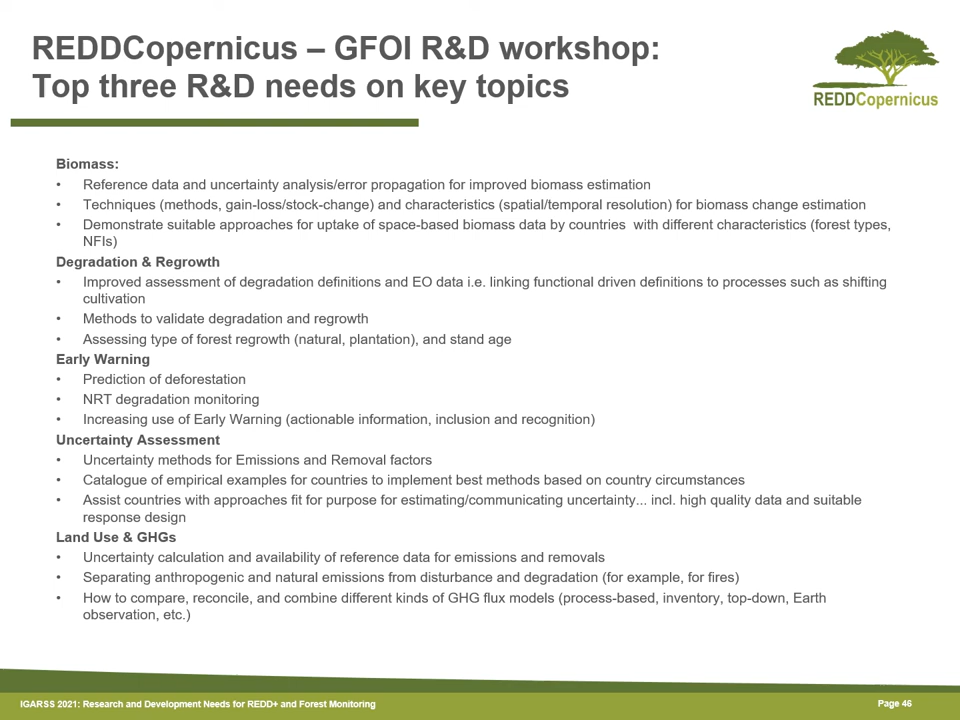 REDDCopernicus – GFOI R&D workshop:
Top three R&D needs on key topics
REDDCopernicus
Biomass:
• Reference data and uncertainty analysis/error propagation for improved biomass estimation
• Techniques (methods, gain-loss/stock-change) and characteristics (spatial/temporal resolution) for biomass change estimation
• Demonstrate suitable approaches for uptake of space-based biomass data by countries  with different characteristics (forest types,
NFIs)
Degradation & Regrowth
• Improved assessment of degradation definitions and EO data i.e. linking functional driven definitions to processes such as shifting
cultivation
• Methods to validate degradation and regrowth
• Assessing type of forest regrowth (natural, plantation), and stand age
Early Warning
• Prediction of deforestation
• NRT degradation monitoring
• Increasing use of Early Warning (actionable information, inclusion and recognition)
Uncertainty Assessment
• Uncertainty methods for Emissions and Removal factors
• Catalogue of empirical examples for countries to implement best methods based on country circumstances
• Assist countries with approaches fit for purpose for estimating/communicating uncertainty... incl. high quality data and suitable
response design
Land Use & GHGs
• Uncertainty calculation and availability of reference data for emissions and removals
• Separating anthropogenic and natural emissions from disturbance and degradation (for example, for fires)
• How to compare, reconcile, and combine different kinds of GHG flux models (process-based, inventory, top-down, Earth
observation, etc.)
IGARSS 2021: Research and Development Needs for REDD+ and Forest Monitoring
Page 46